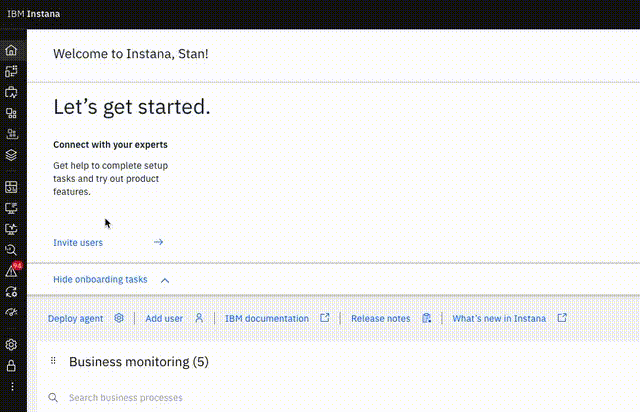 IBM Instana
Welcome to Instana, Stan!
Let's get started.
Connect with your experts
Get help to complete setup
tasks and try out product
features.
Invite users
94
Hide onboarding tasks
Deploy agent
Add user
IBM documentation
Release notes
What's new in Instana
Business monitoring (5)
Search business processes